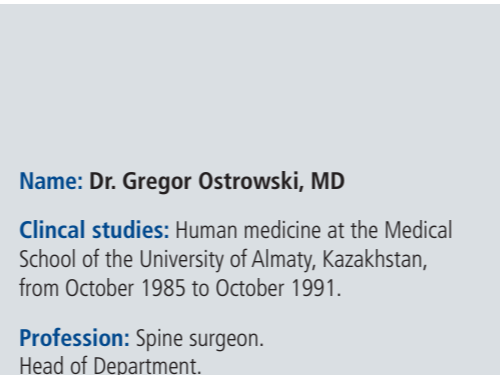 Name: Dr. Gregor Ostrowski, MD
Clincal studies: Human medicine at the Medical
School of the University of Almaty, Kazakhstan,
from October 1985 to October 1991.
Profession: Spine surgeon.
Head of Department.